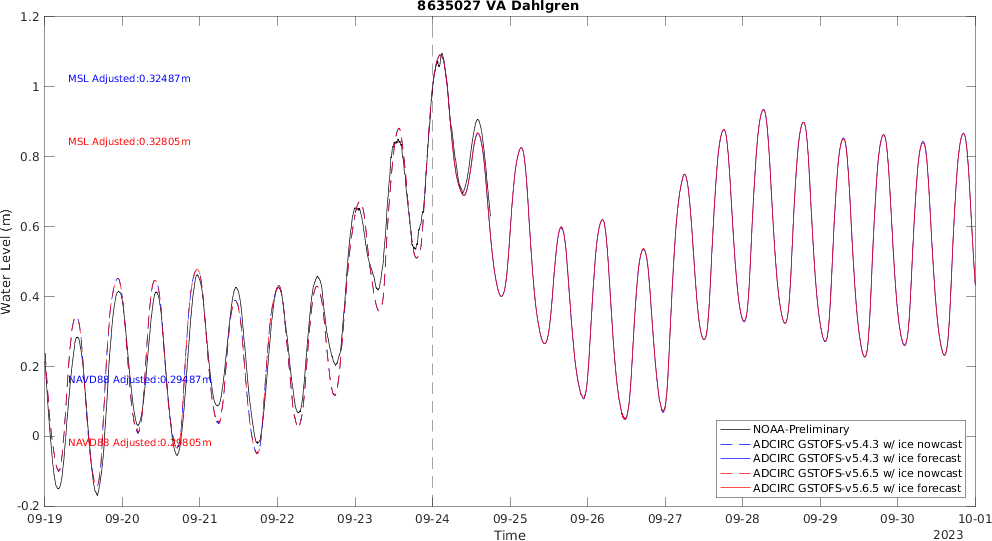 8635027 VA Dahlgren
1.2
1
0.8
0.6
0.4
0.2
0
-0.2
Water Level (m)
MSL Adjusted:0.32487m
MSL Adjusted:0.32805m
NAVD88 Adjusted:0.29487m
NAVD88 Adjusted:0.29805m
NOAA-Preliminary
ADCIRC GSTOFS-v5.4.3 w/ ice nowcast
ADCIRC GSTOFS-v5.4.3 w/ ice forecast
ADCIRC GSTOFS-v5.6.5 w/ ice nowcast
ADCIRC GSTOFS-v5.6.5 w/ ice forecast
09-19 09-20 09-21 09-22 09-23 09-24 09-25 09-26 09-27 09-28 09-29 09-30 10-01
Time
2023